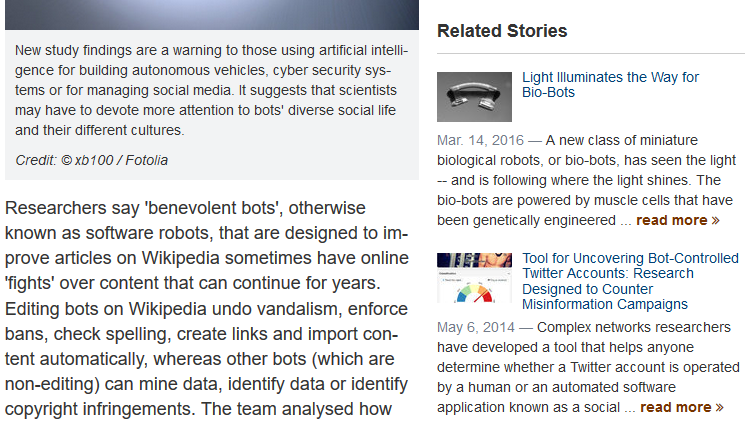 New study findings are a warning to those using artificial intelli-
gence for building autonomous vehicles, cyber security sys-
tems or for managing social media. It suggests that scientists
may have to devote more attention to bots' diverse social life
and their different cultures.
Credit: © xb100 / Fotolia
Researchers say 'benevolent bots', otherwise
known as software robots, that are designed to im-
prove articles on Wikipedia sometimes have online
'fights' over content that can continue for years.
Editing bots on Wikipedia undo vandalism, enforce
bans, check spelling, create links and import con-
tent automatically, whereas other bots (which are
non-editing) can mine data, identify data or identify
copyright infringements. The team analysed how
Related Stories
Light Illuminates the Way for
Bio-Bots
Mar. 14, 2016 — A new class of miniature
biological robots, or bio-bots, has seen the light
-- and is following where the light shines. The
bio-bots are powered by muscle cells that have
been genetically engineered ... read more »
Tool for Uncovering Bot-Controlled
Twitter Accounts: Research
Designed to Counter
Misinformation Campaigns
May 6, 2014 — Complex networks researchers
have developed a tool that helps anyone
determine whether a Twitter account is operated
by a human or an automated software
application known as a social ... read more »